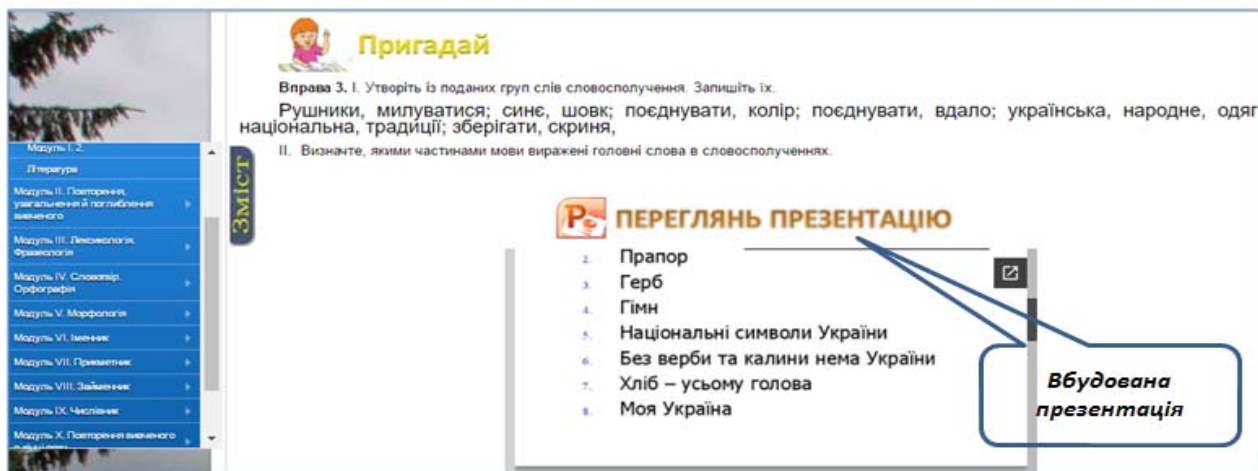 Пригадай
Вправа 3. І. Утворіть із поданих груп слів словосполучення. Запишіть їх.
Рушники, милуватися; синє, шовк; поєднувати, колір; поєднувати, вдало; українська, народне, одяг
національна, традиції; зберігати, скриня,
ІІ. Визначте, якими частинами мови виражені головні слова в словосполученнях.
Модуль І. 2.
Література
Модуль ІІ. Повторення,
узагальнення й поглиблення
вивченого
Модуль ІІІ. Лексикологія.
Фразеологія
Модуль IV. Словотвір.
Орфографія
Модуль V. Морфологія
Модуль VI. Іменник
Модуль VII. Прикметник
Модуль VIII. Займенник
Модуль IX. Числівник
Модуль X. Повторення вивченого
Зміст
ПЕРЕГЛЯНЬ ПРЕЗЕНТАЦІЮ
2. Прапор
3. Герб
4. Гімн
5. Національні символи України
6. Без верби та калини нема України
7. Хліб – усьому голова
8. Моя Україна
Вбудована
презентація